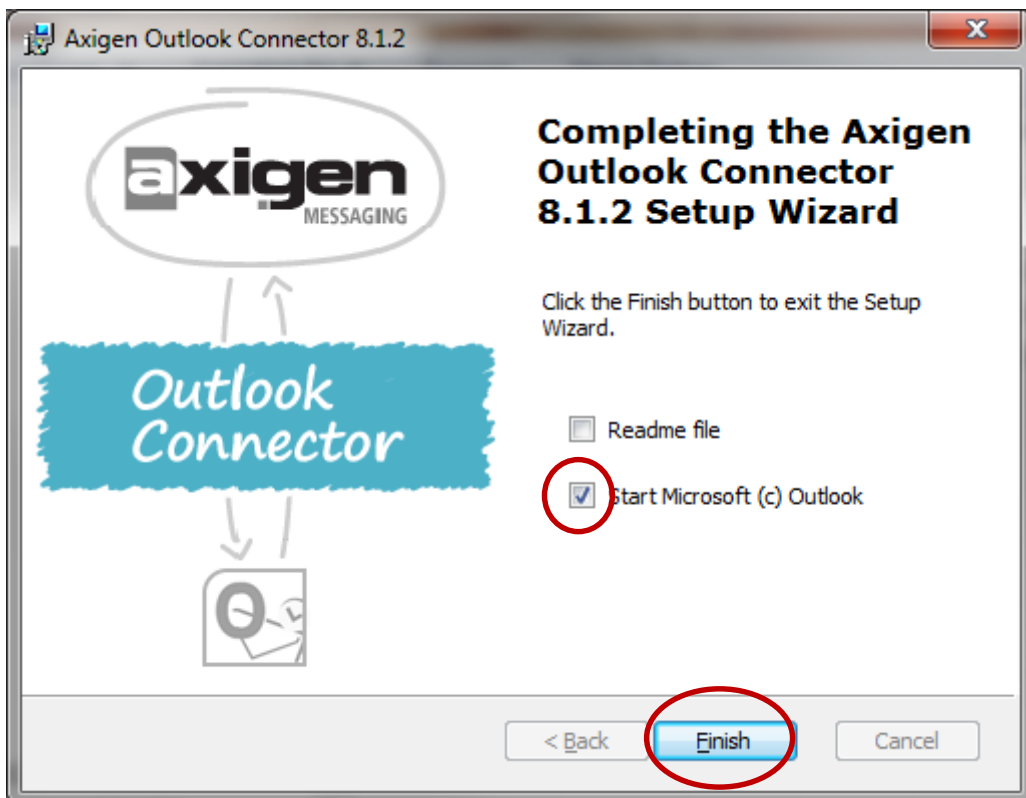 Axigen Outlook Connector 8.1.2
x
axigen
MESSAGING
Outlook
Connector
O
Completing the Axigen
Outlook Connector
8.1.2 Setup Wizard
Click the Finish button to exit the Setup
Wizard.
Readme file
Start Microsoft (c) Outlook
< Back
Finish
Cancel